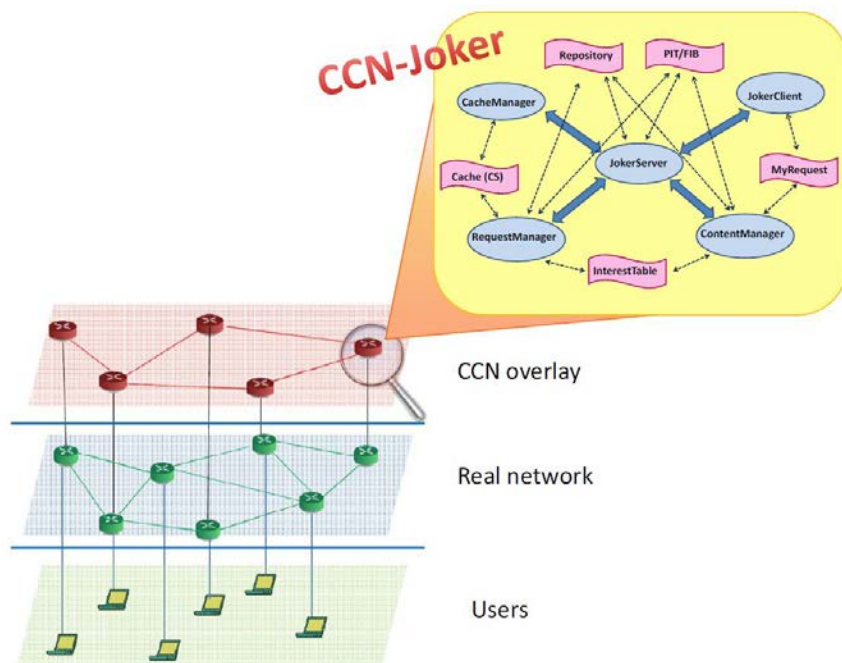 CCN-Joker
Repository
PIT/FIB
CacheManager
JokerClient
JokerServer
Cache (CS)
MyRequest
RequestManager
ContentManager
InterestTable
CCN overlay
Real network
Users